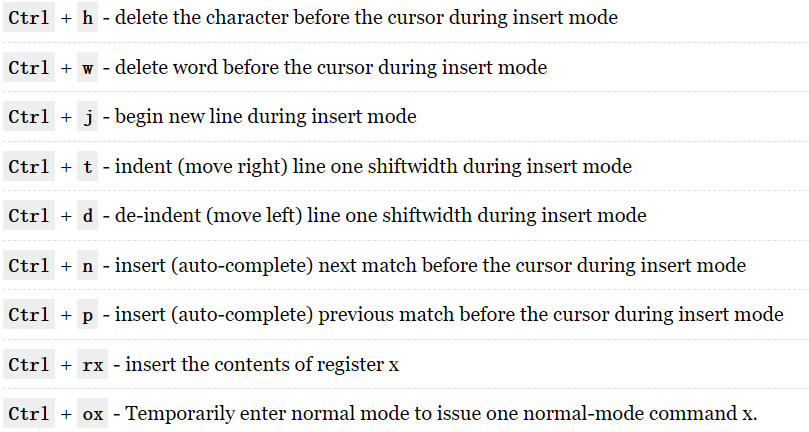 Ctrl + h - delete the character before the cursor during insert mode
Ctrl + w - delete word before the cursor during insert mode
Ctrl + j - begin new line during insert mode
Ctrl + t - indent (move right) line one shiftwidth during insert mode
Ctrl + d - de-indent (move left) line one shiftwidth during insert mode
Ctrl + n - insert (auto-complete) next match before the cursor during insert mode
Ctrl + p - insert (auto-complete) previous match before the cursor during insert mode
Ctrl + rx - insert the contents of register x
Ctrl + ox - Temporarily enter normal mode to issue one normal-mode command x.